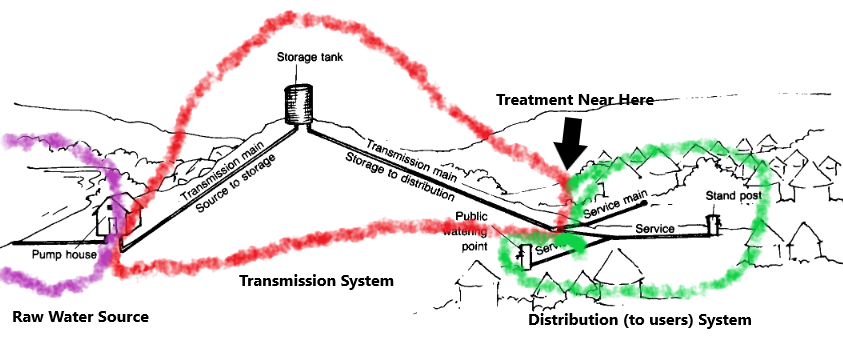 Storage tank
Treatment Near Here
Transmission main
Source to storage
Transmission main
Storage to distribution
Service main
Stand post
Public
watering
point
Service
Pump house
Transmission System
Raw Water Source
Distribution (to users) System